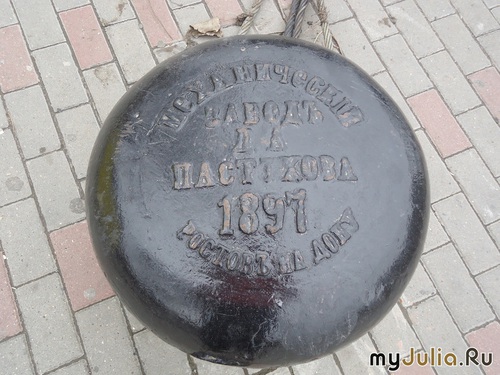 МЕХАНИЧЕСКІЙ
ЗАВОДЪ
Д А
ПАСТУХОВА
1897
РОСТОВЪ НА ДОНУ
myJulia.Ru